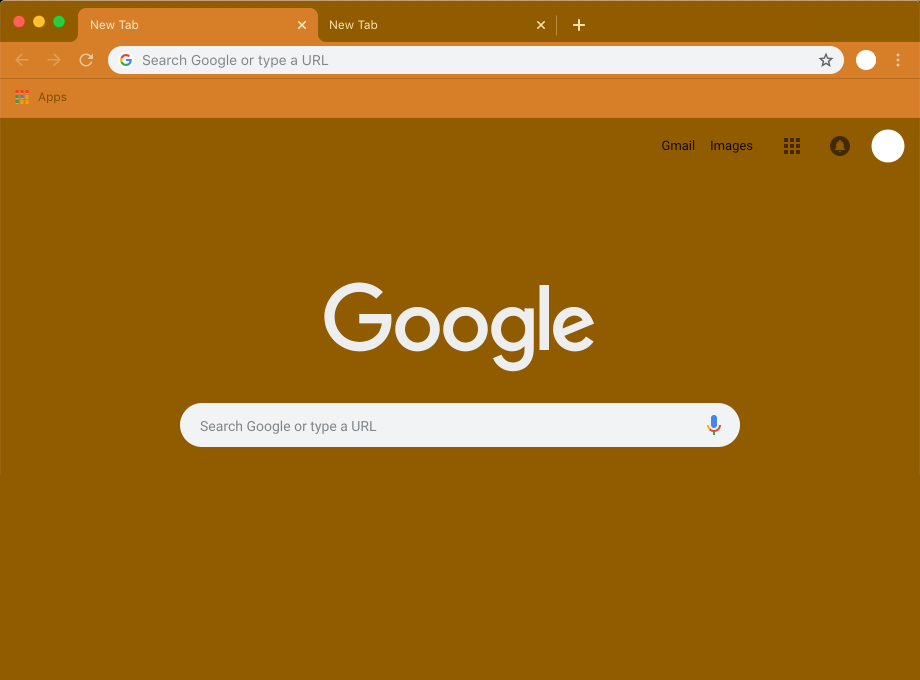 New Tab
New Tab
Search Google or type a URL
Apps
Gmail Images
Google
Search Google or type a URL